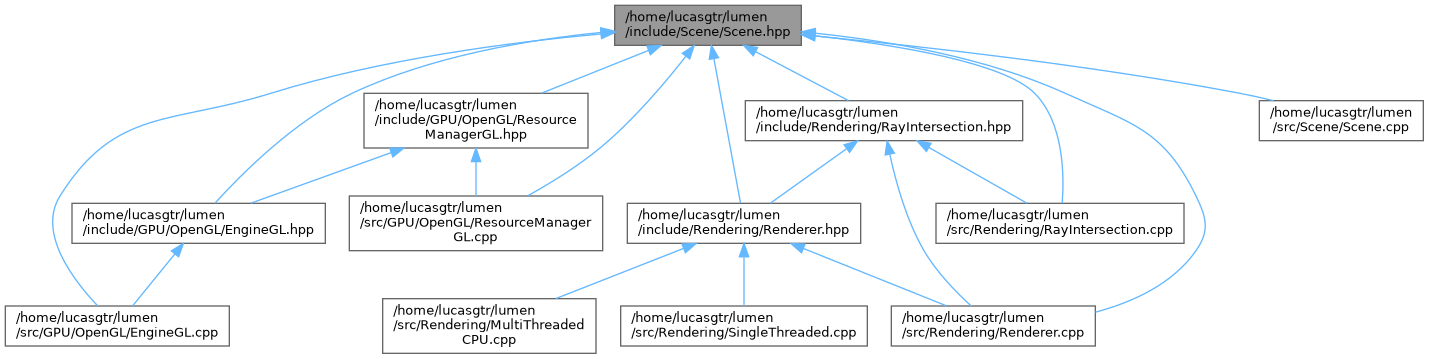 /home/lucasgtr/lumen
/include/Scene/Scene.hpp
/home/lucasgtr/lumen
/include/GPU/OpenGL/Resource
ManagerGL.hpp
/home/lucasgtr/lumen
/include/Rendering/RayIntersection.hpp
/home/lucasgtr/lumen
/src/Scene/Scene.cpp
/home/lucasgtr/lumen
/include/GPU/OpenGL/EngineGL.hpp
/home/lucasgtr/lumen
/src/GPU/OpenGL/ResourceManager
GL.cpp
/home/lucasgtr/lumen
/include/Rendering/Renderer.hpp
/home/lucasgtr/lumen
/src/Rendering/RayIntersection.cpp
/home/lucasgtr/lumen
/src/GPU/OpenGL/EngineGL.cpp
/home/lucasgtr/lumen
/src/Rendering/MultiThreaded
CPU.cpp
/home/lucasgtr/lumen
/src/Rendering/SingleThreaded.cpp
/home/lucasgtr/lumen
/src/Rendering/Renderer.cpp